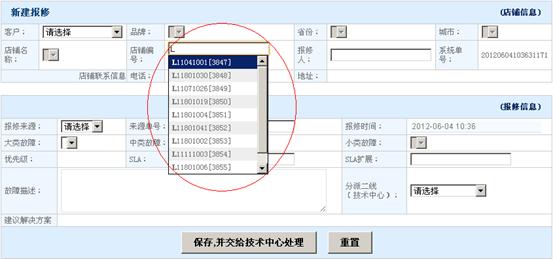 新建报修 (店铺信息)
客户: 请选择 品牌: 省份: 城市:
店铺名称: 店铺编号: L 报修人: 系统单号: 20120604103631171
店铺联系信息 电话: 地址:
L11041001[3847]
L11801030[3848]
L11071026[3849]
L11801019[3850]
L11801004[3851]
L11801041[3852]
L11801002[3853]
L11111003[3854]
L11801006[3855]
(报修信息)
报修来源: 请选择 来源单号: 报修时间: 2012-06-04 10:36
大类故障: 中类故障: 小类故障:
优先级: SLA: SLA扩展:
故障描述: 分派二线(技术中心): 请选择
建议解决方案
保存,并交给技术中心处理 重置